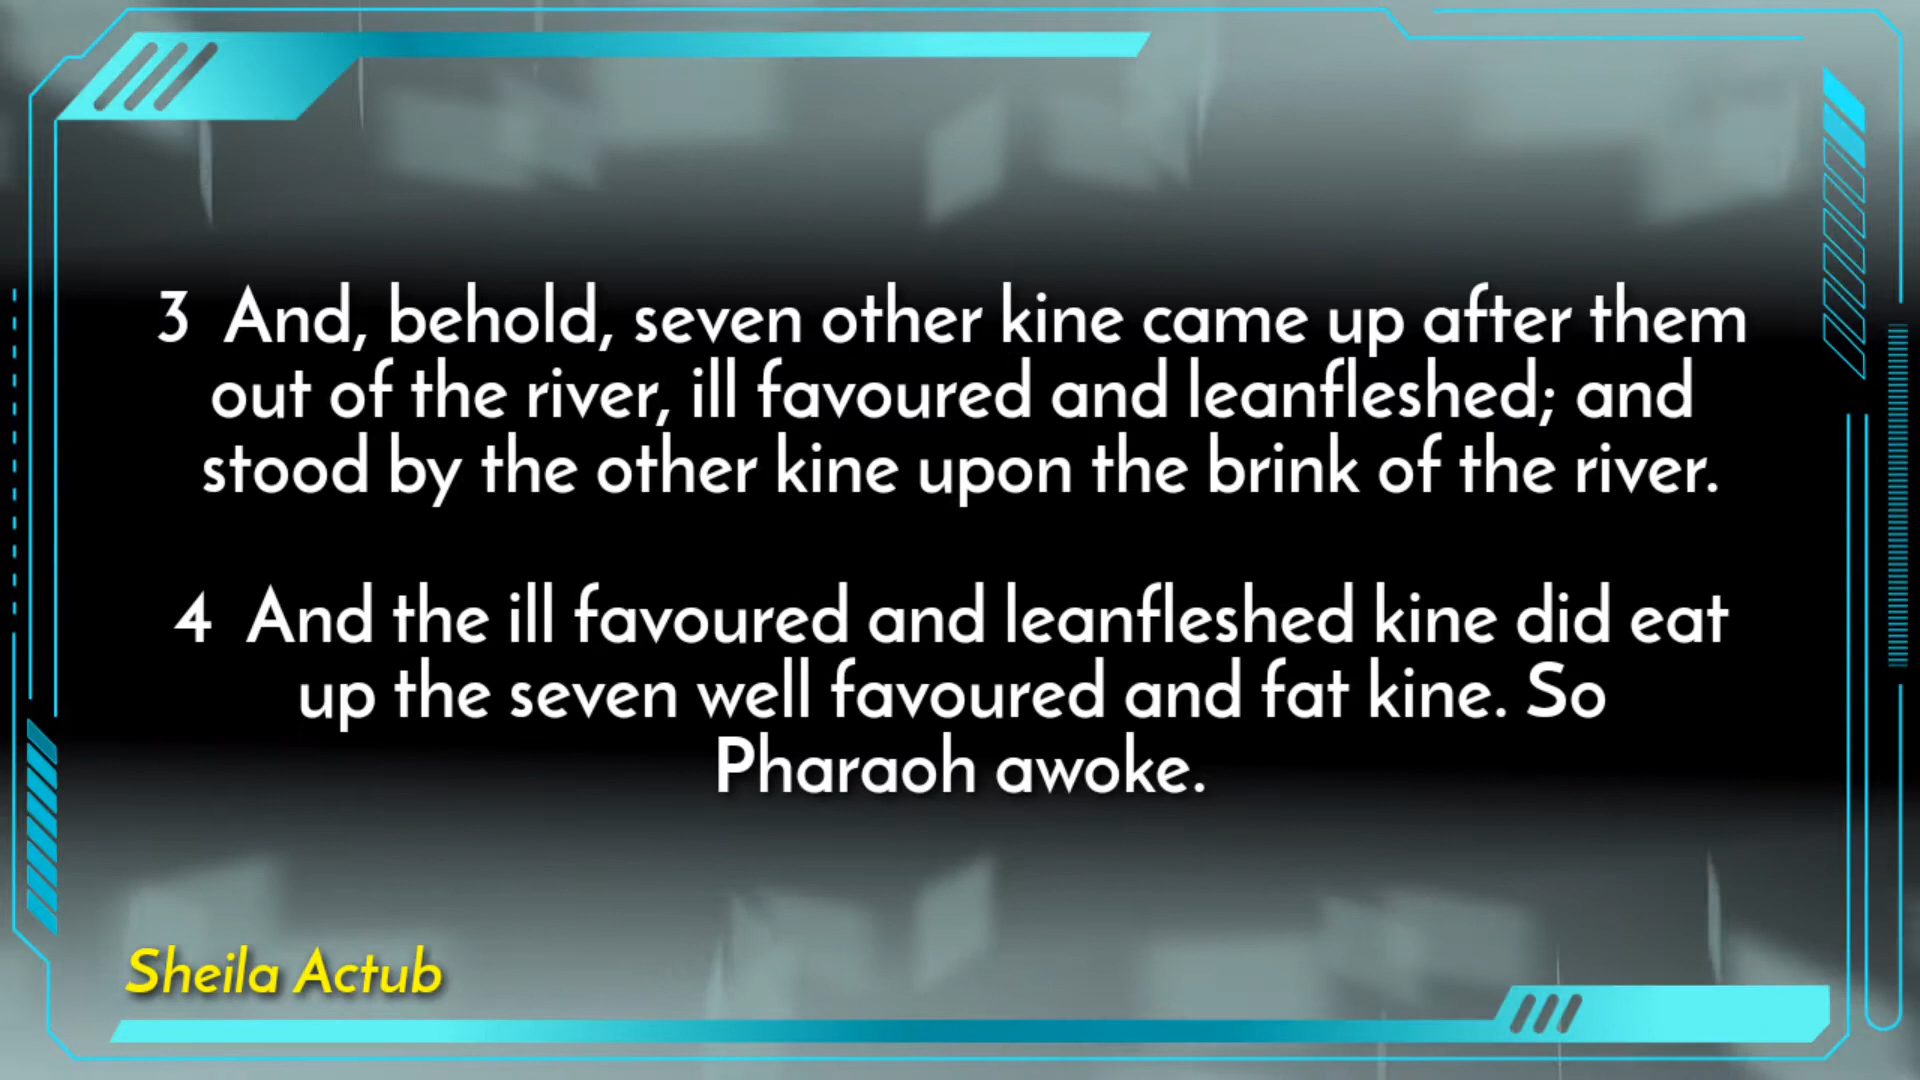 3 And, behold, seven other kine came up after them
out of the river, ill favoured and leanfleshed; and
stood by the other kine upon the brink of the river.
4 And the ill favoured and leanfleshed kine did eat
up the seven well favoured and fat kine. So
Pharaoh awoke.
Sheila Actub